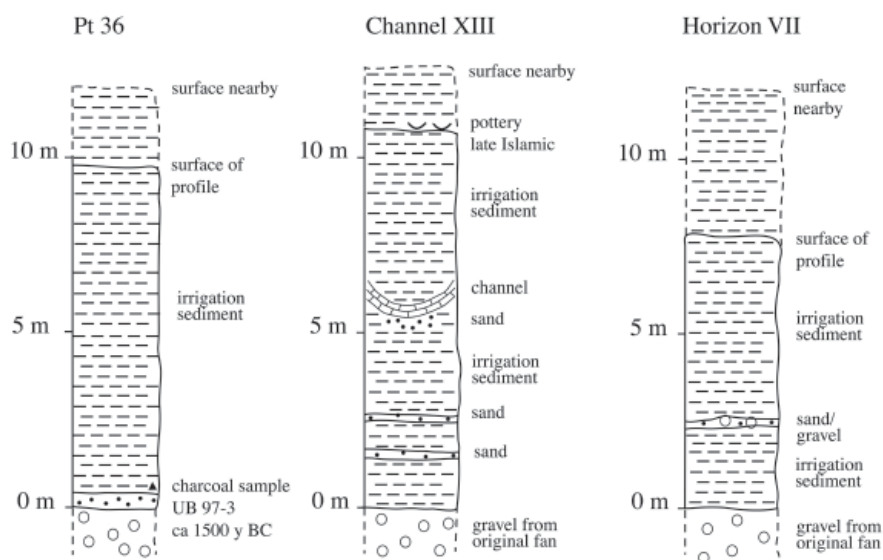 Pt 36
surface nearby
10 m
surface of
profile
irrigation
sediment
5 m
0 m
charcoal sample
UB 97-3
ca 1500 y BC
Channel XIII
surface nearby
pottery
late Islamic
10 m
irrigation
sediment
channel
sand
5 m
irrigation
sediment
sand
sand
0 m
gravel from
original fan
Horizon VII
surface
nearby
10 m
surface of
profile
irrigation
sediment
5 m
sand/
gravel
irrigation
sediment
0 m
gravel from
original fan